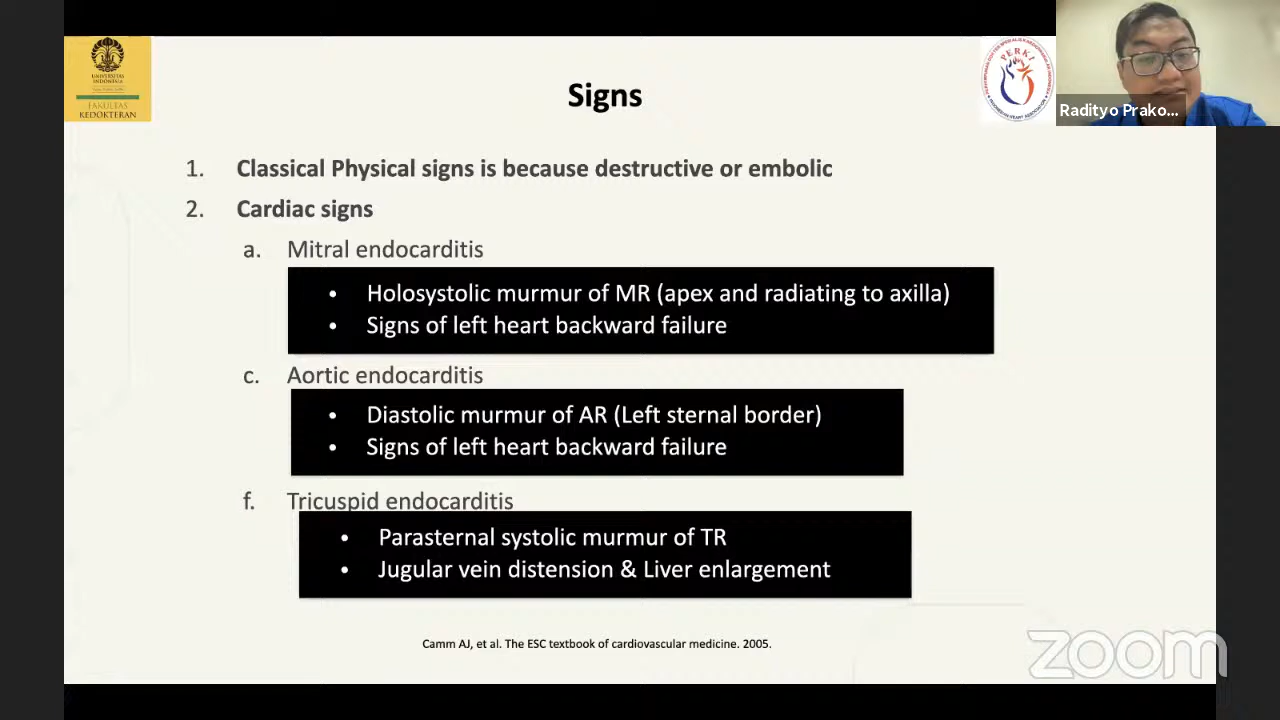 FAKULTAS
KEDOKTERAN
PERKI
Signs
Radityo Prako...
1. Classical Physical signs is because destructive or embolic
2. Cardiac signs
a. Mitral endocarditis
• Holosystolic murmur of MR (apex and radiating to axilla)
• Signs of left heart backward failure
c. Aortic endocarditis
• Diastolic murmur of AR (Left sternal border)
• Signs of left heart backward failure
f. Tricuspid endocarditis
• Parasternal systolic murmur of TR
• Jugular vein distension & Liver enlargement
Camm AJ, et al. The ESC textbook of cardiovascular medicine. 2005.
zoom